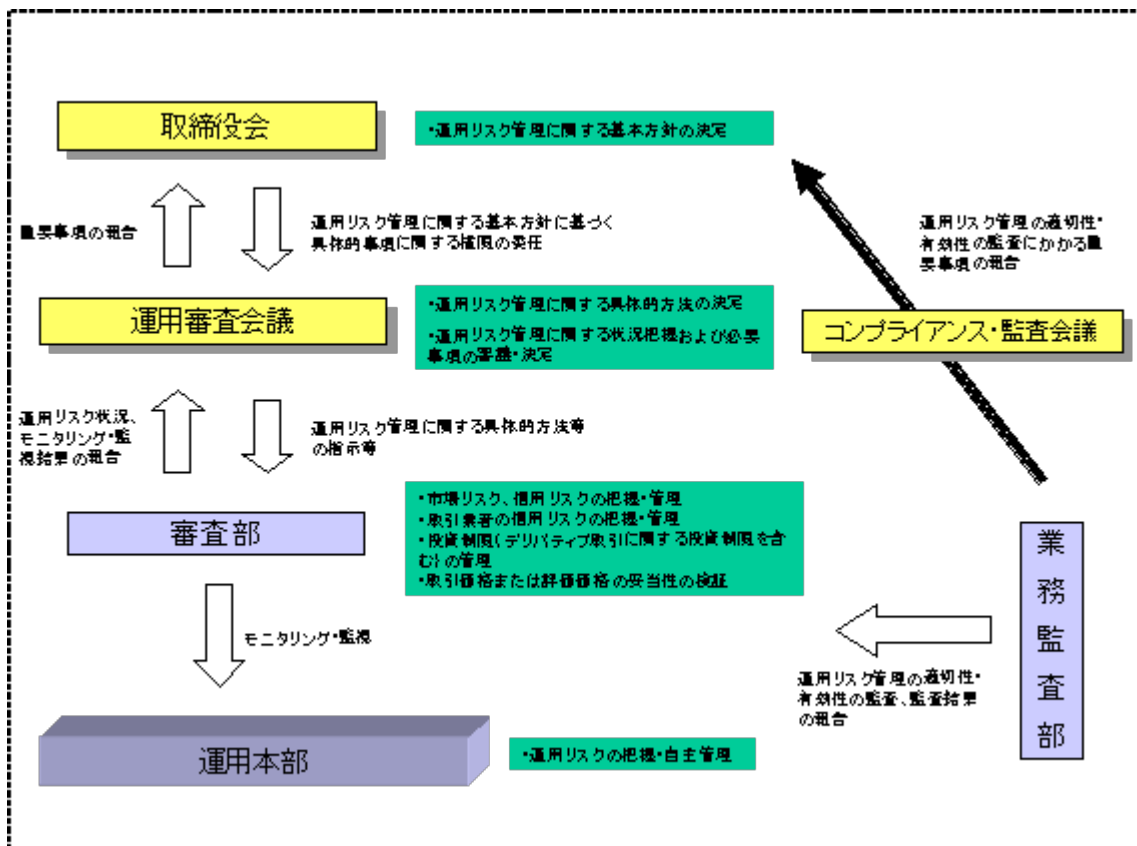 取締役会
・運用リスク管理に関する基本方針の決定
重要事項の報告
運用リスク管理に関する基本方針に基づく
具体的事項に関する権限の委任
運用リスク管理の適切性・
有効性の監査にかかる重
要事項の報告
運用審査会議
・運用リスク管理に関する具体的方法の決定
・運用リスク管理に関する状況把握および必要
事項の審議・決定
コンプライアンス・監査会議
運用リスク状況、
モニタリング・監
視結果の報告
運用リスク管理に関する具体的方法等
の指示等
審査部
・市場リスク、信用リスクの把握・管理
・取引業者の信用リスクの把握・管理
・投資制限(デリバティブ取引に関する投資制限を含
む)の管理
・取引価格または評価価格の妥当性の検証
業務監査部
モニタリング・監視
運用リスク管理の適切性・
有効性の監査、監査結果
の報告
運用本部
・運用リスクの把握・自主管理